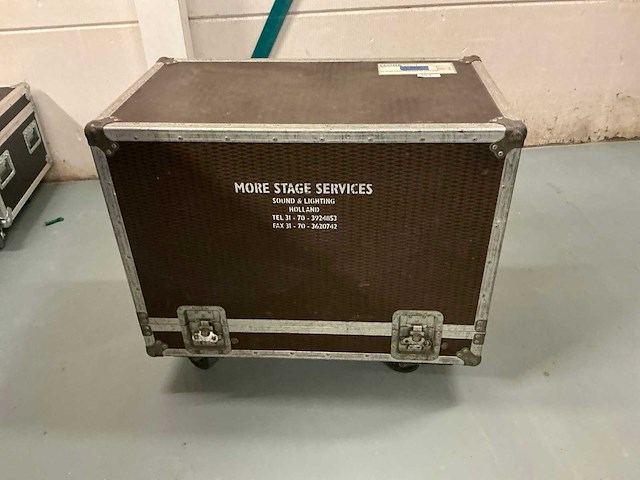 MORE STAGE SERVICES
SOUND & LIGHTING
HOLLAND
TEL 31 - 70 - 3924853
FAX 31 - 70 - 3620742